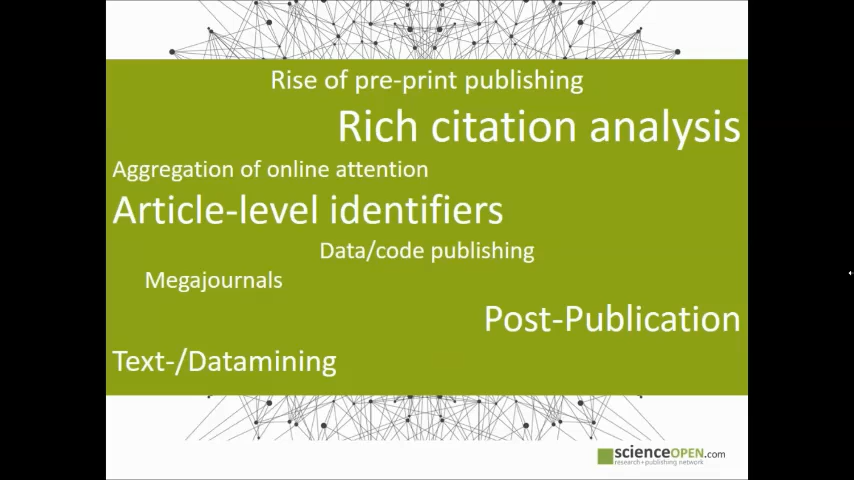 Rise of pre-print publishing
Rich citation analysis
Aggregation of online attention
Article-level identifiers
Data/code publishing
Megajournals
Post-Publication
Text-/Datamining
scienceOPEN.com
research+publishing network